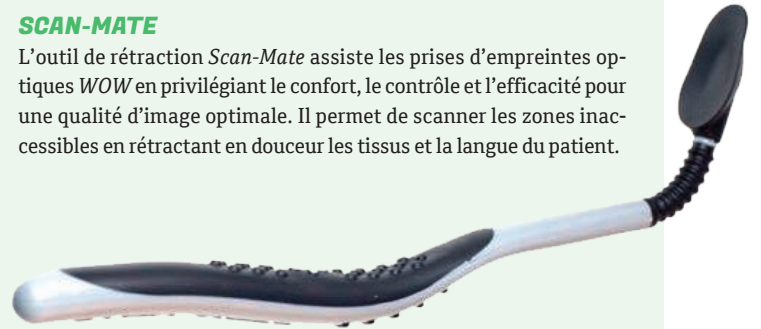 SCAN-MATE
L’outil de rétraction Scan-Mate assiste les prises d’empreintes op-
tiques WOW en privilégiant le confort, le contrôle et l’efficacité pour
une qualité d’image optimale. Il permet de scanner les zones inac-
cessibles en rétractant en douceur les tissus et la langue du patient.